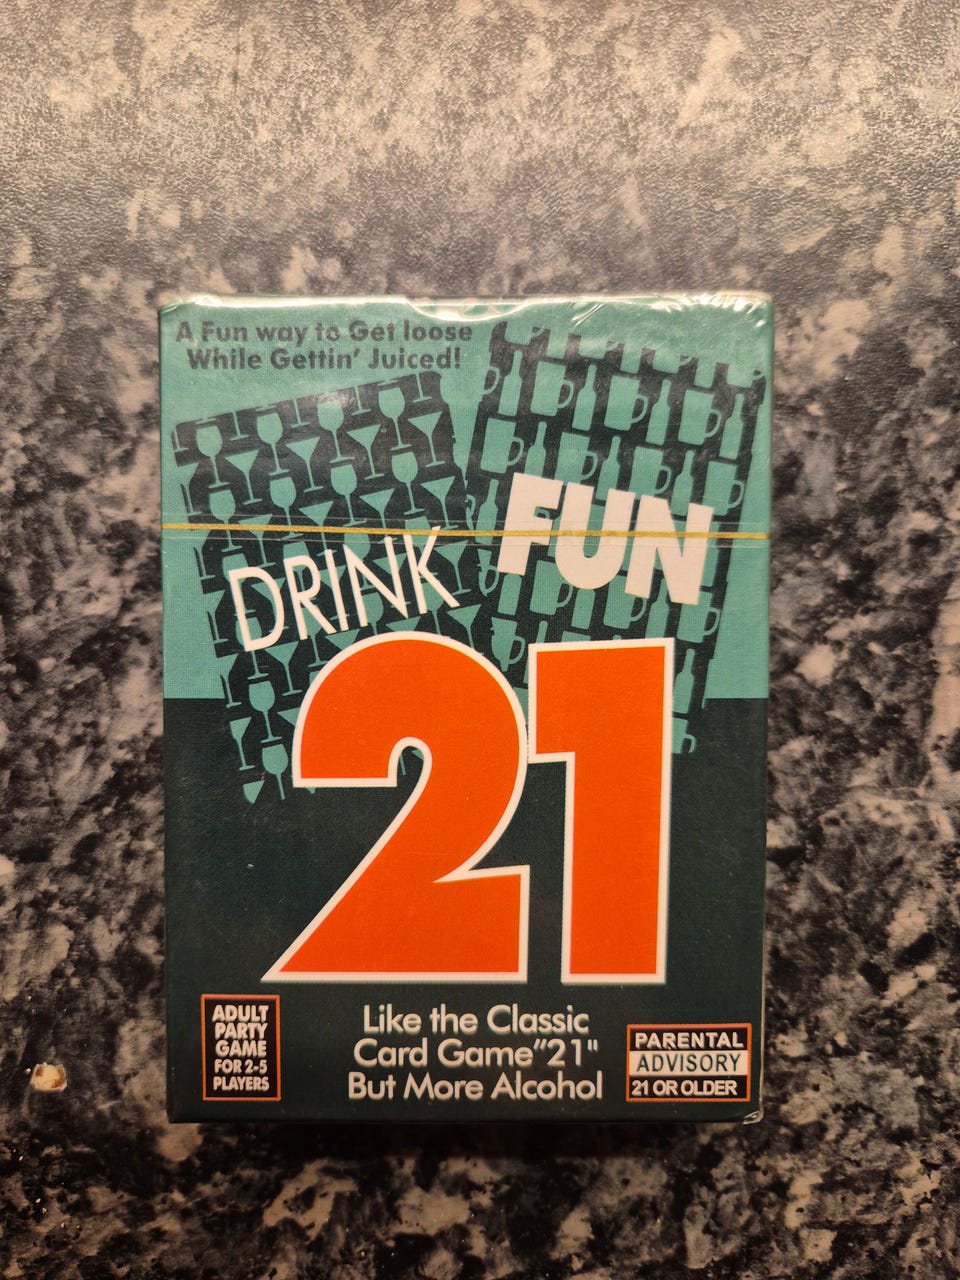 A Fun way to Get loose
While Gettin' Juiced!
DRINK
FUN
21
ADULT
PARTY
GAME
FOR 2-5
PLAYERS
Like the Classic
Card Game "21"
But More Alcohol
PARENTAL
ADVISORY
21 OR OLDER